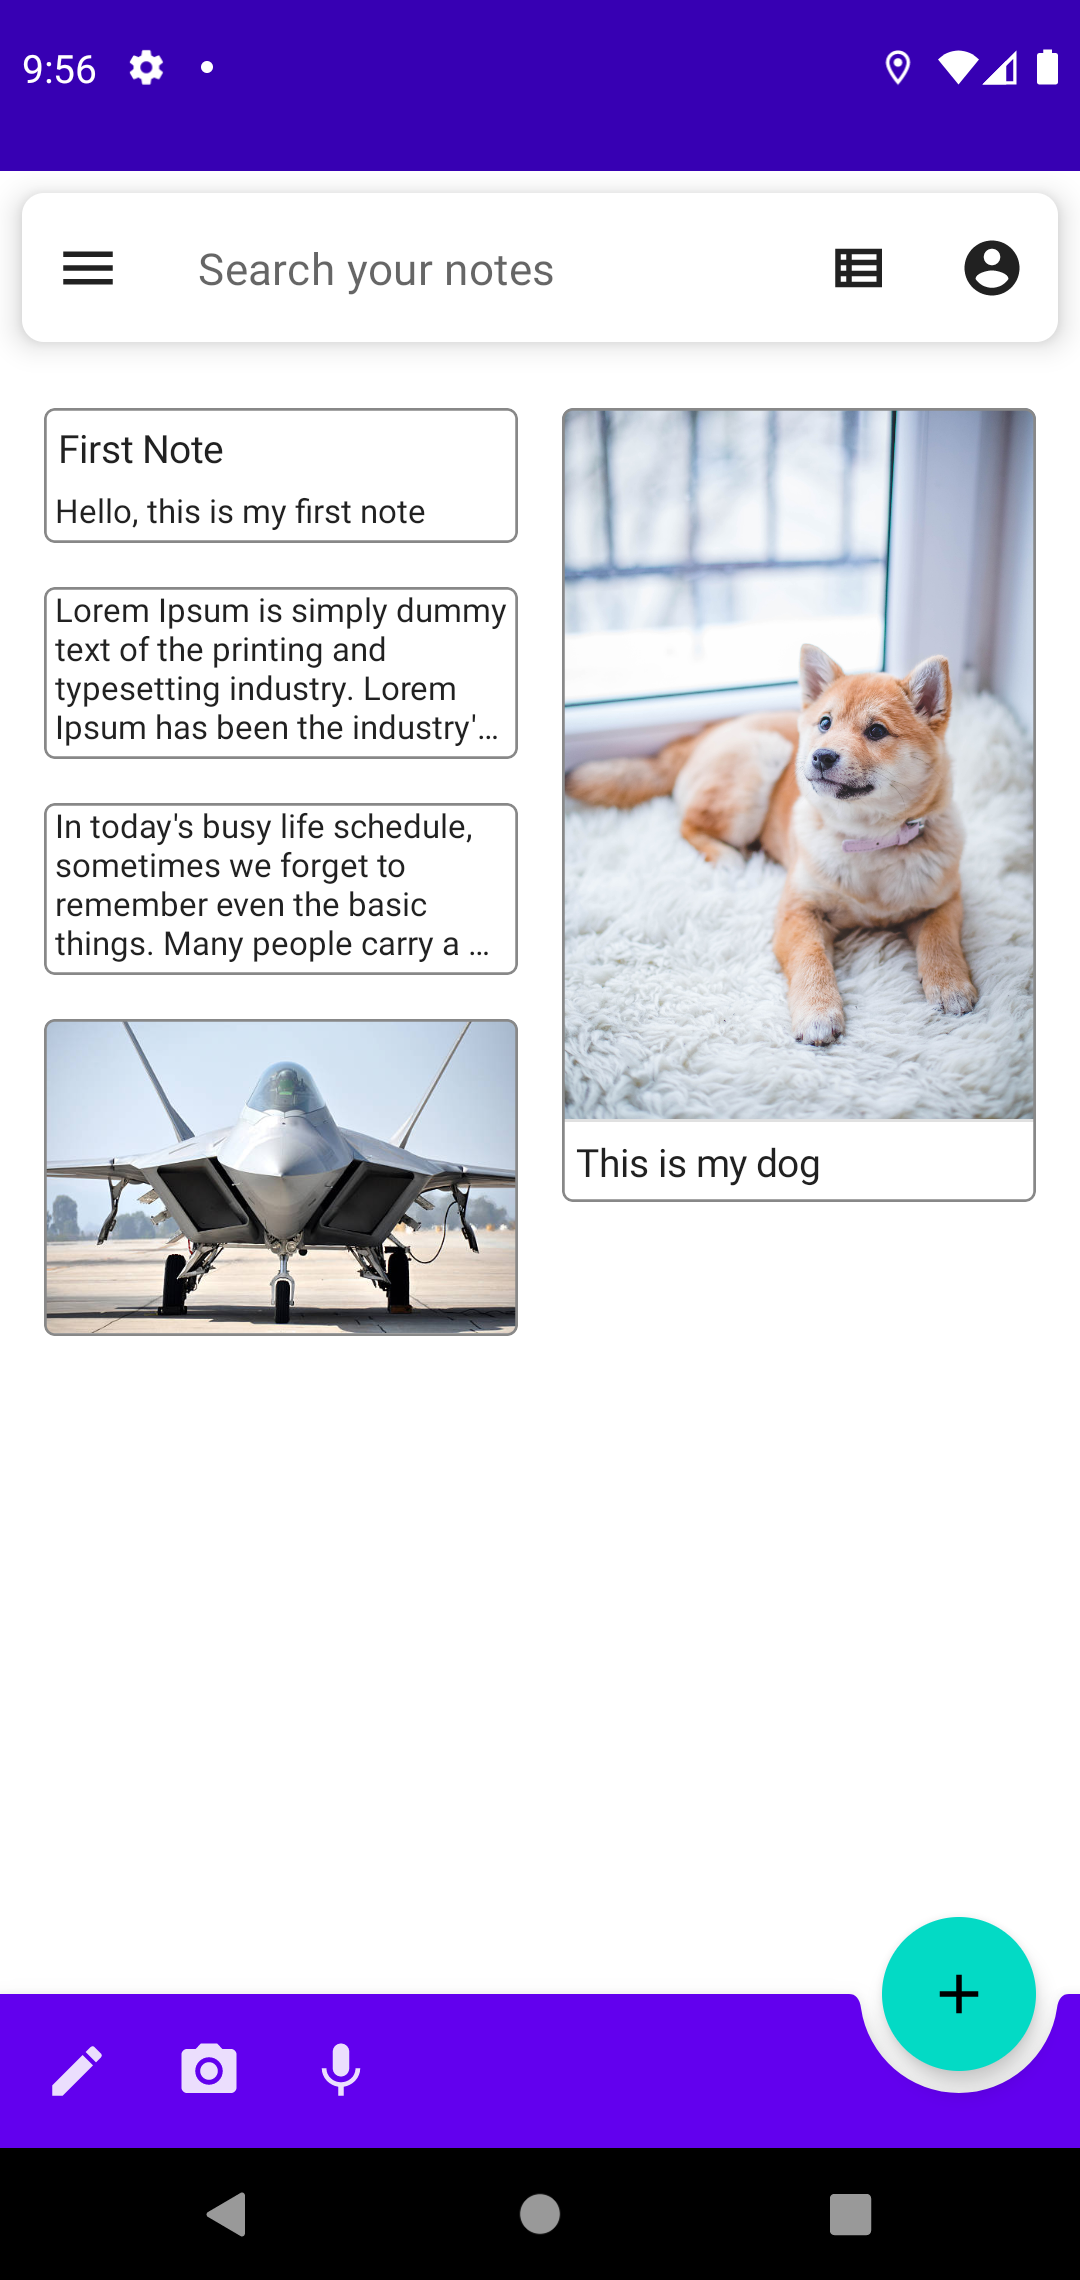 9:56
Search your notes
First Note
Hello, this is my first note
Lorem Ipsum is simply dummy
text of the printing and
typesetting industry. Lorem
Ipsum has been the industry'...
In today's busy life schedule,
sometimes we forget to
remember even the basic
things. Many people carry a ...
This is my dog